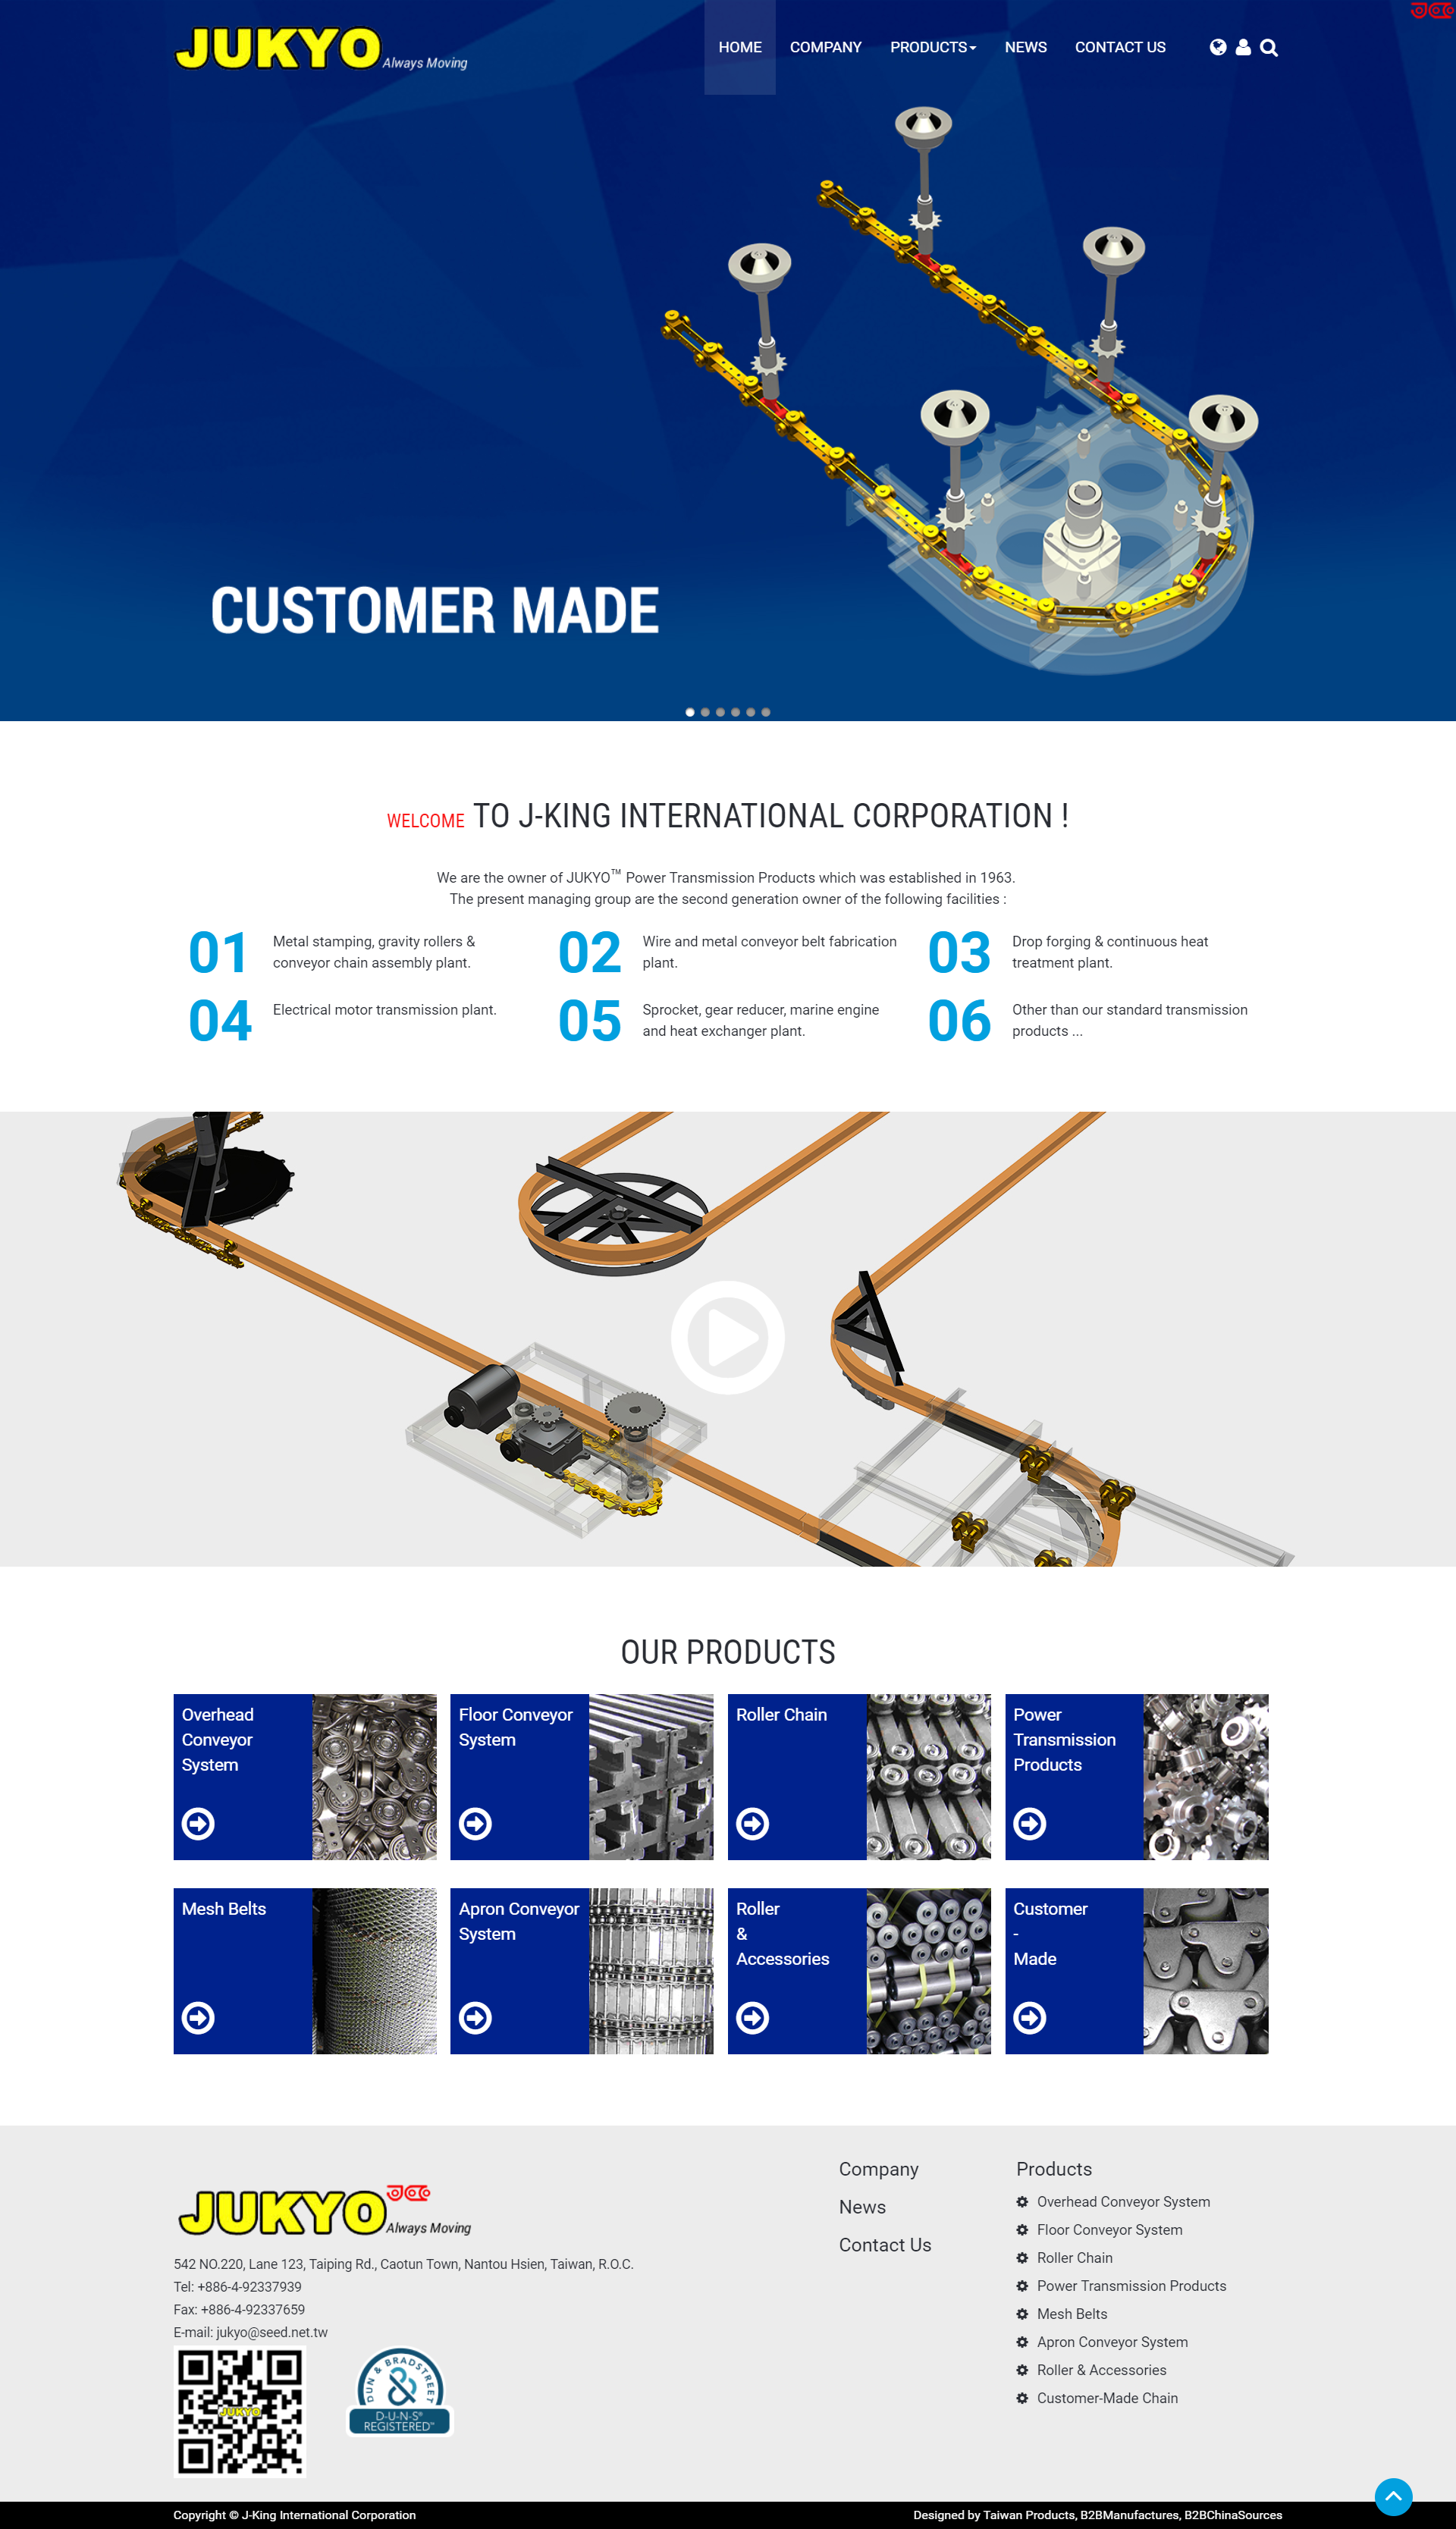 JUKYO
Always Moving
HOME
COMPANY
PRODUCTS
NEWS
CONTACT US
CUSTOMER MADE
WELCOME TO J-KING INTERNATIONAL CORPORATION !
We are the owner of JUKYO™ Power Transmission Products which was established in 1963.
The present managing group are the second generation owner of the following facilities :
01
Metal stamping, gravity rollers &
conveyor chain assembly plant.
02
Wire and metal conveyor belt fabrication
plant.
03
Drop forging & continuous heat
treatment plant.
04
Electrical motor transmission plant.
05
Sprocket, gear reducer, marine engine
and heat exchanger plant.
06
Other than our standard transmission
products ...
OUR PRODUCTS
Overhead
Conveyor
System
Floor Conveyor
System
Roller Chain
Power
Transmission
Products
Mesh Belts
Apron Conveyor
System
Roller
&
Accessories
Customer
-
Made
JUKYO
Always Moving
542 NO.220, Lane 123, Taiping Rd., Caotun Town, Nantou Hsien, Taiwan, R.O.C.
Tel: +886-4-92337939
Fax: +886-4-92337659
E-mail: jukyo@seed.net.tw
JUKYO
DUN & BRADSTREET
D-U-N-S®
REGISTERED™
Company
News
Contact Us
Products
Overhead Conveyor System
Floor Conveyor System
Roller Chain
Power Transmission Products
Mesh Belts
Apron Conveyor System
Roller & Accessories
Customer-Made Chain
Copyright © J-King International Corporation
Designed by Taiwan Products, B2BManufactures, B2BChinaSources